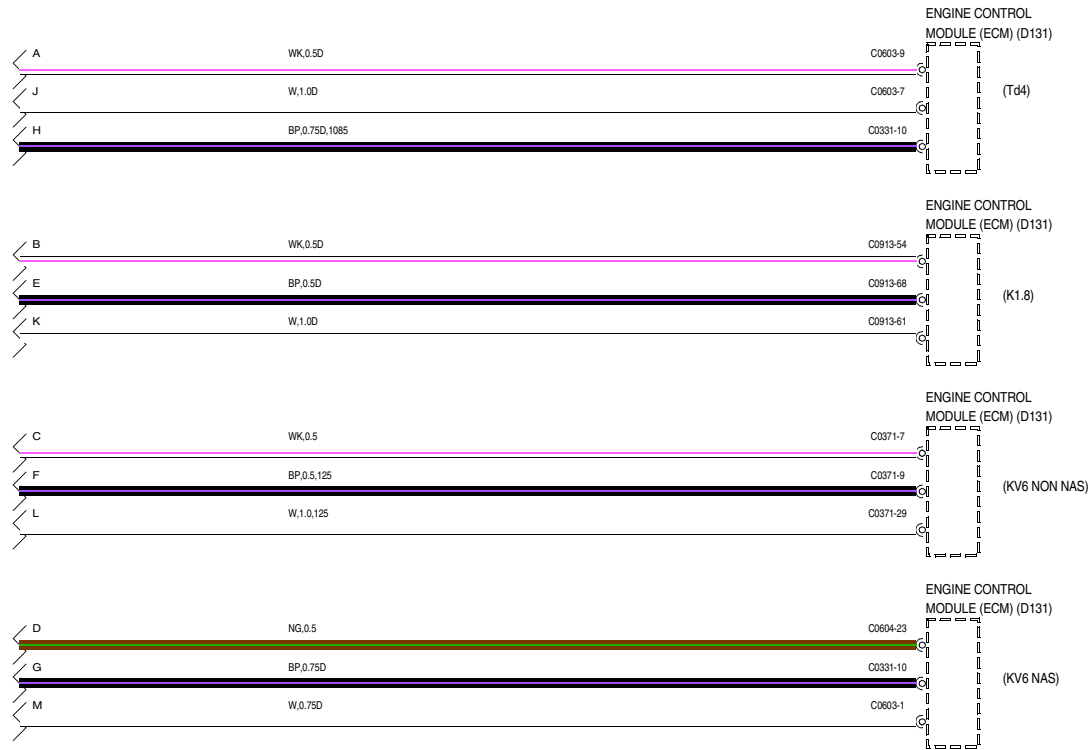 ENGINE CONTROL
MODULE (ECM) (D131)
A WK,0.5D C0603-9
J W,1.0D C0603-7 (Td4)
H BP,0.75D,1085 C0331-10
ENGINE CONTROL
MODULE (ECM) (D131)
B WK,0.5D C0913-54
E BP,0.5D C0913-68 (K1.8)
K W,1.0D C0913-61
ENGINE CONTROL
MODULE (ECM) (D131)
C WK,0.5 C0371-7
F BP,0.5,125 C0371-9 (KV6 NON NAS)
L W,1.0,125 C0371-29
ENGINE CONTROL
MODULE (ECM) (D131)
D NG,0.5 C0604-23
G BP,0.75D C0331-10 (KV6 NAS)
M W,0.75D C0603-1